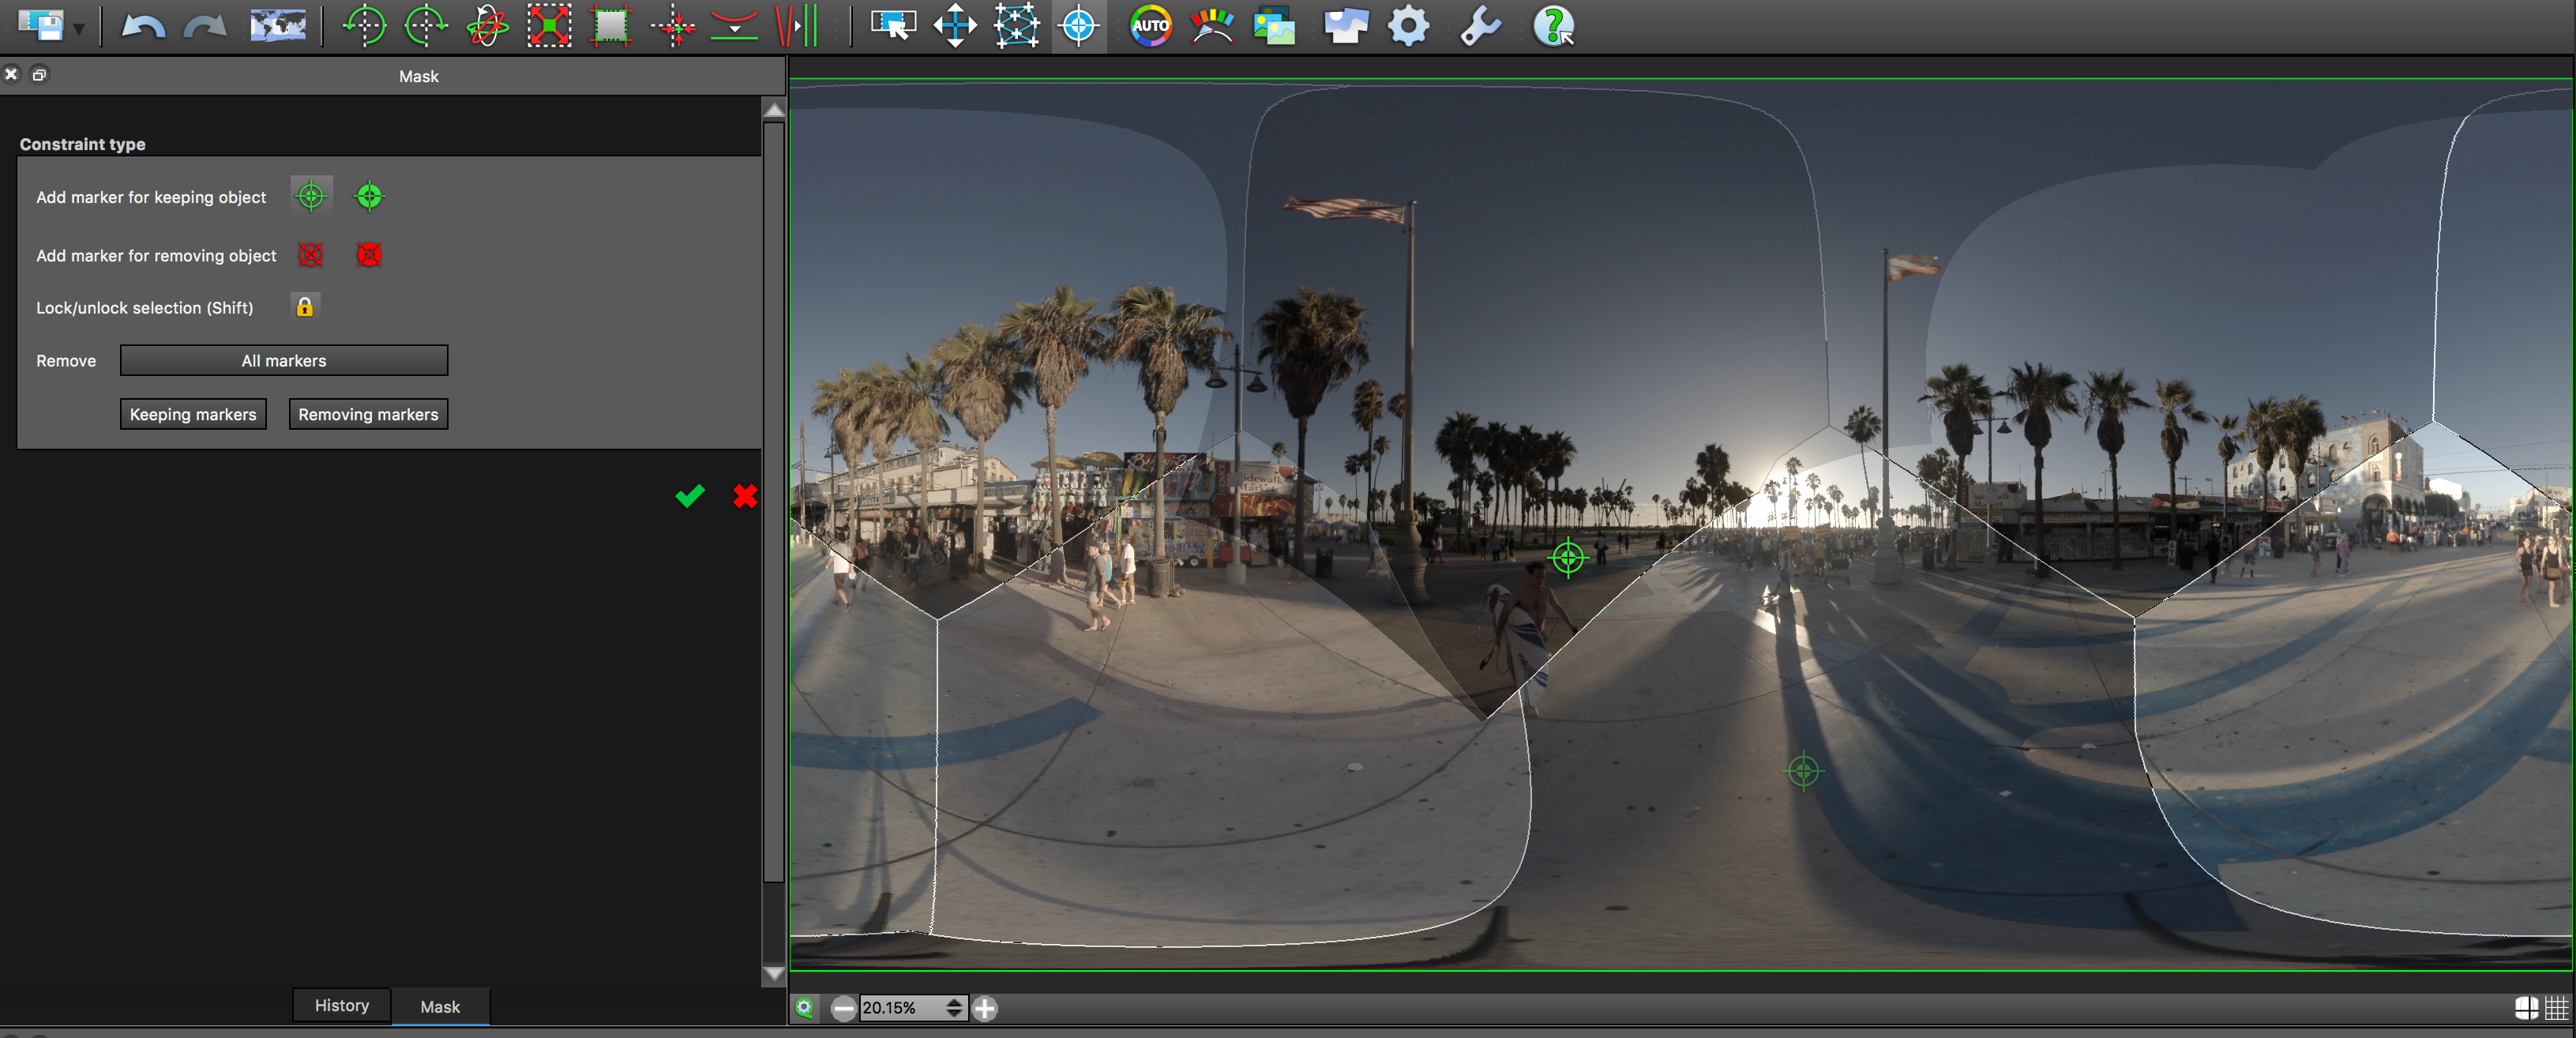 AUTO
?
Mask
Constraint type
Add marker for keeping object
Add marker for removing object
Lock/unlock selection (Shift)
Remove
All markers
Keeping markers
Removing markers
History
Mask
20.15%